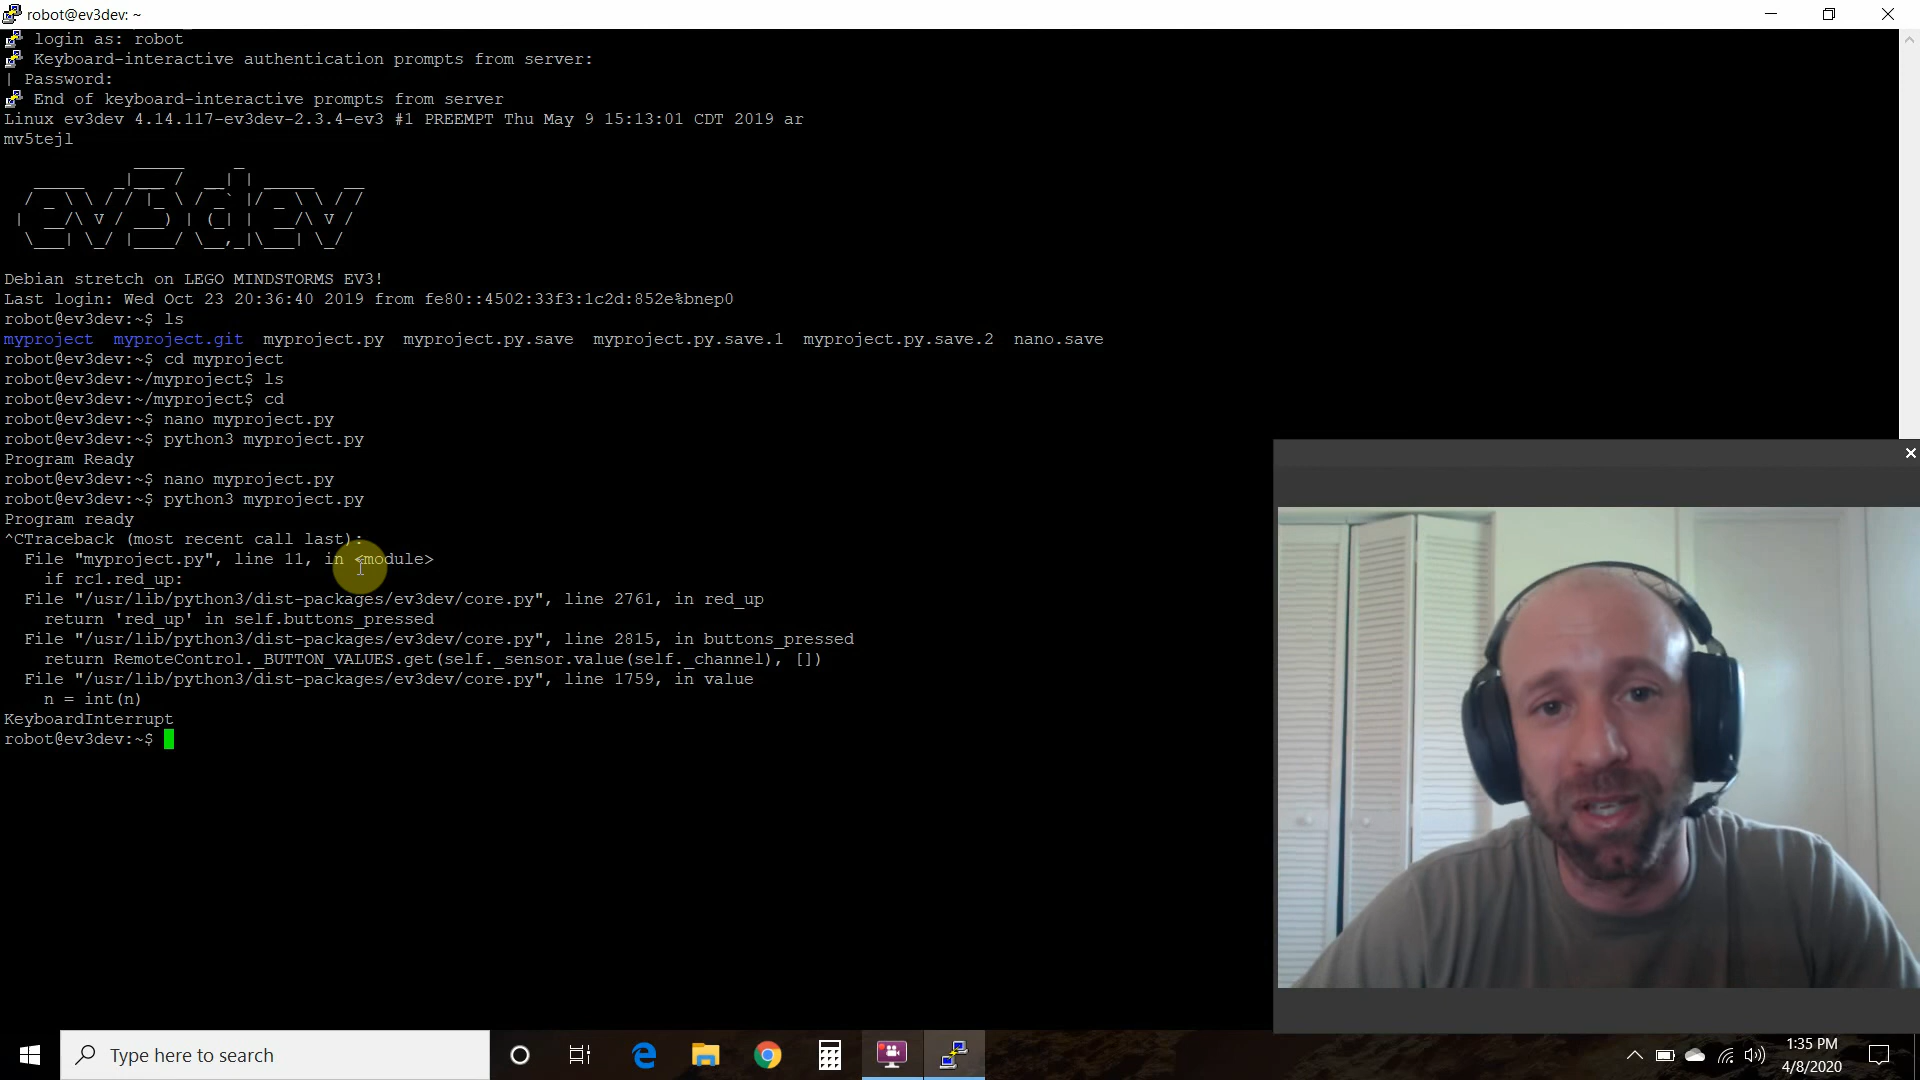 robot@ev3dev: ~
login as: robot
Keyboard-interactive authentication prompts from server:
| Password:
End of keyboard-interactive prompts from server
Linux ev3dev 4.14.117-ev3dev-2.3.4-ev3 #1 PREEMPT Thu May 9 15:13:01 CDT 2019 ar
mv5tejl
ev3dev
Debian stretch on LEGO MINDSTORMS EV3!
Last login: Wed Oct 23 20:36:40 2019 from fe80::4502:33f3:1c2d:852e%bnep0
robot@ev3dev:~$ ls
myproject  myproject.git  myproject.py  myproject.py.save  myproject.py.save.1  myproject.py.save.2  nano.save
robot@ev3dev:~$ cd myproject
robot@ev3dev:~/myproject$ ls
robot@ev3dev:~/myproject$ cd
robot@ev3dev:~$ nano myproject.py
robot@ev3dev:~$ python3 myproject.py
Program Ready
robot@ev3dev:~$ nano myproject.py
robot@ev3dev:~$ python3 myproject.py
Program ready
^CTraceback (most recent call last):
  File "myproject.py", line 11, in <module>
    if rc1.red_up:
  File "/usr/lib/python3/dist-packages/ev3dev/core.py", line 2761, in red_up
    return 'red_up' in self.buttons_pressed
  File "/usr/lib/python3/dist-packages/ev3dev/core.py", line 2815, in buttons_pressed
    return RemoteControl._BUTTON_VALUES.get(self._sensor.value(self._channel), [])
  File "/usr/lib/python3/dist-packages/ev3dev/core.py", line 1759, in value
    n = int(n)
KeyboardInterrupt
robot@ev3dev:~$
Type here to search
1:35 PM
4/8/2020